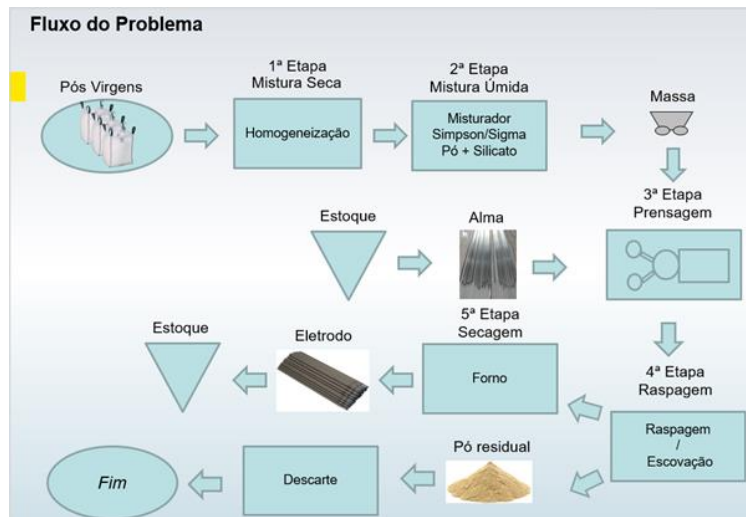 Fluxo do Problema
Pós Virgens
1ª Etapa
Mistura Seca
Homogeneização
2ª Etapa
Mistura Úmida
Misturador
Simpson/Sigma
Pó + Silicato
Massa
3ª Etapa
Prensagem
Estoque
Alma
5ª Etapa
Secagem
Estoque
Eletrodo
Forno
4ª Etapa
Raspagem
Raspagem
/
Escovação
Pó residual
Descarte
Fim